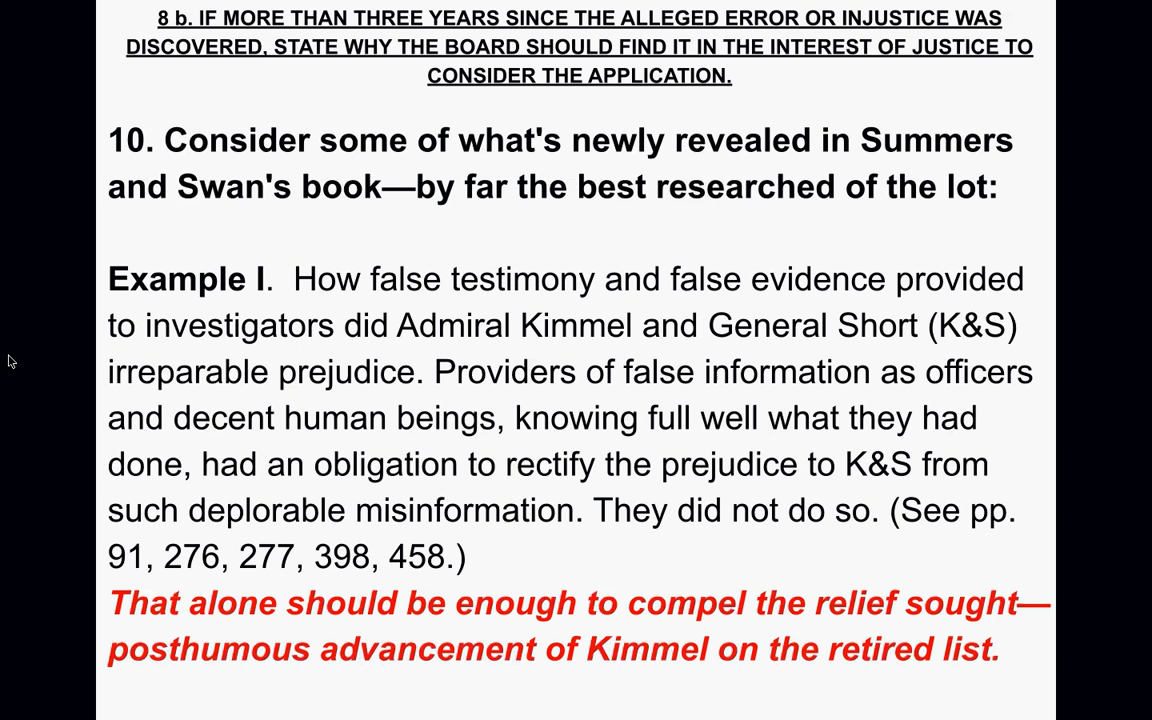 8 b. IF MORE THAN THREE YEARS SINCE THE ALLEGED ERROR OR INJUSTICE WAS
DISCOVERED, STATE WHY THE BOARD SHOULD FIND IT IN THE INTEREST OF JUSTICE TO
CONSIDER THE APPLICATION.
10. Consider some of what's newly revealed in Summers
and Swan's book—by far the best researched of the lot:
Example I.  How false testimony and false evidence provided
to investigators did Admiral Kimmel and General Short (K&S)
irreparable prejudice. Providers of false information as officers
and decent human beings, knowing full well what they had
done, had an obligation to rectify the prejudice to K&S from
such deplorable misinformation. They did not do so. (See pp.
91, 276, 277, 398, 458.)
That alone should be enough to compel the relief sought—
posthumous advancement of Kimmel on the retired list.